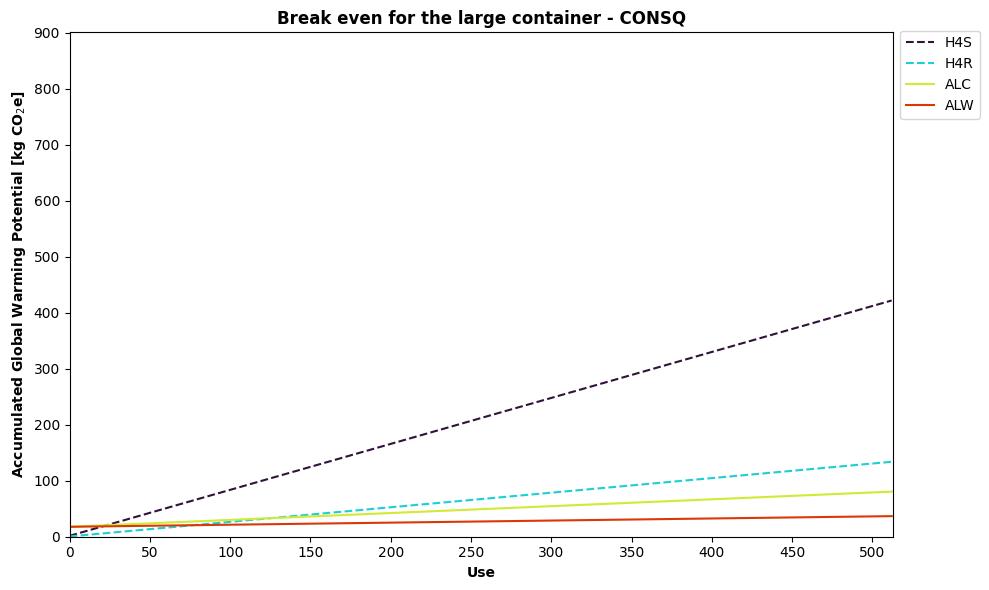 Break even for the large container - CONSQ
Accumulated Global Warming Potential [kg CO₂e]
900
800
700
600
500
400
300
200
100
0
0 50 100 150 200 250 300 350 400 450 500
Use
H4S
H4R
ALC
ALW